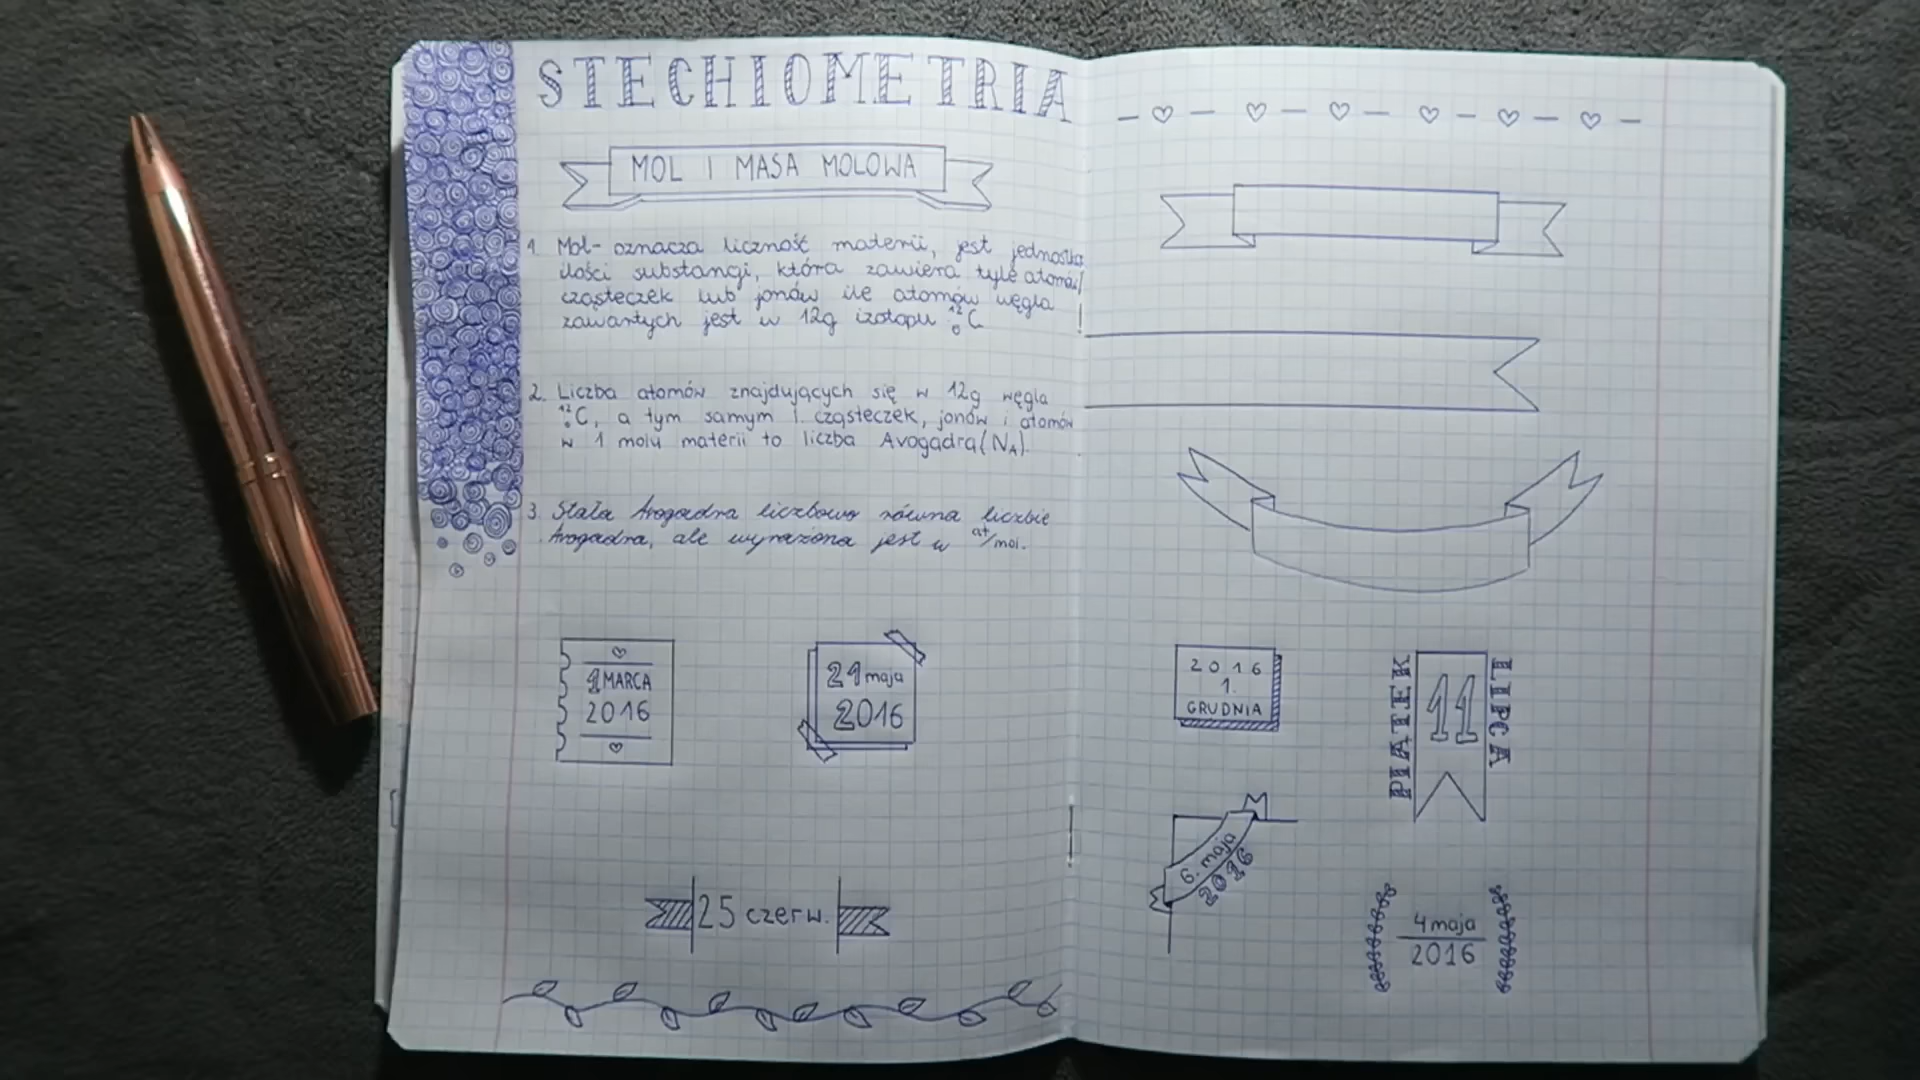 STECHIOMETRIA
MOL I MASA MOLOWA
1. Mol- oznacza liczność materii, jest jednostką
ilości substancji, która zawiera tyle atomów/
cząsteczek lub jonów ile atomów węgla
zawartych jest w 12g izotopu ¹²₆C
2. Liczba atomów znajdujących się w 12g węgla
¹²₆C, a tym samym l. cząsteczek, jonów i atomów
w 1 molu materii to liczba Avogadra (NA).
3. Stała Avogadra liczbowo równa liczbie
Avogadra, ale wyrażona jest w at/mol.
1 MARCA
2016
21 maja
2016
25 czerw.
2016
1.
GRUDNIA
PIĄTEK
11
LIPCA
6. maja
2016
4 maja
2016